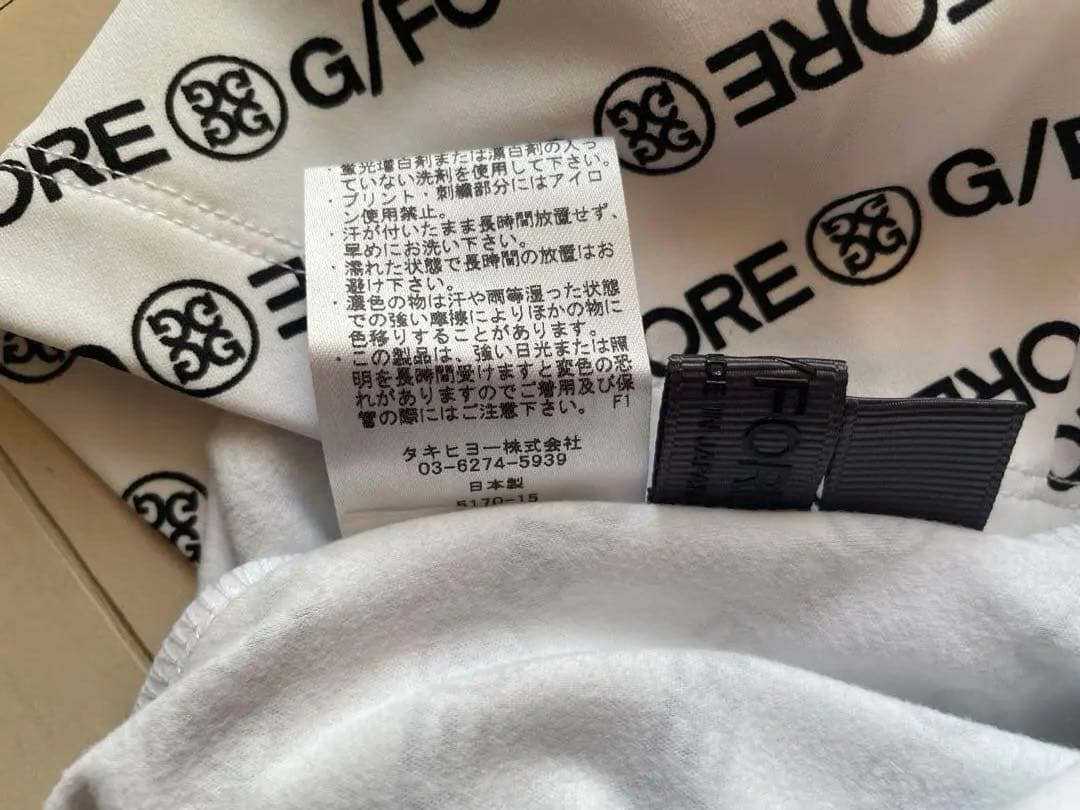 G/FO
ORE
FORE
G/F
ORE
FORE
・蛍光増白剤または漂白剤の入っ
ていない洗剤を使用して下さい。
・プリント、刺繍部分にはアイロ
ン使用禁止。
・汗が付いたまま長時間放置せず、
早めにお洗い下さい。
・濡れた状態で長時間の放置はお
避け下さい。
・濃色の物は汗や雨等湿った状態
での強い摩擦によりほかの物に
色移りすることがあります。
・この製品は、強い日光または照
明を長時間受けますと変色の恐
れがありますのでご着用及び保
管の際にはご注意下さい。 F1
タキヒヨー株式会社
03-6274-5939
日本製
5170-15
FORE
DE IN JAPAN